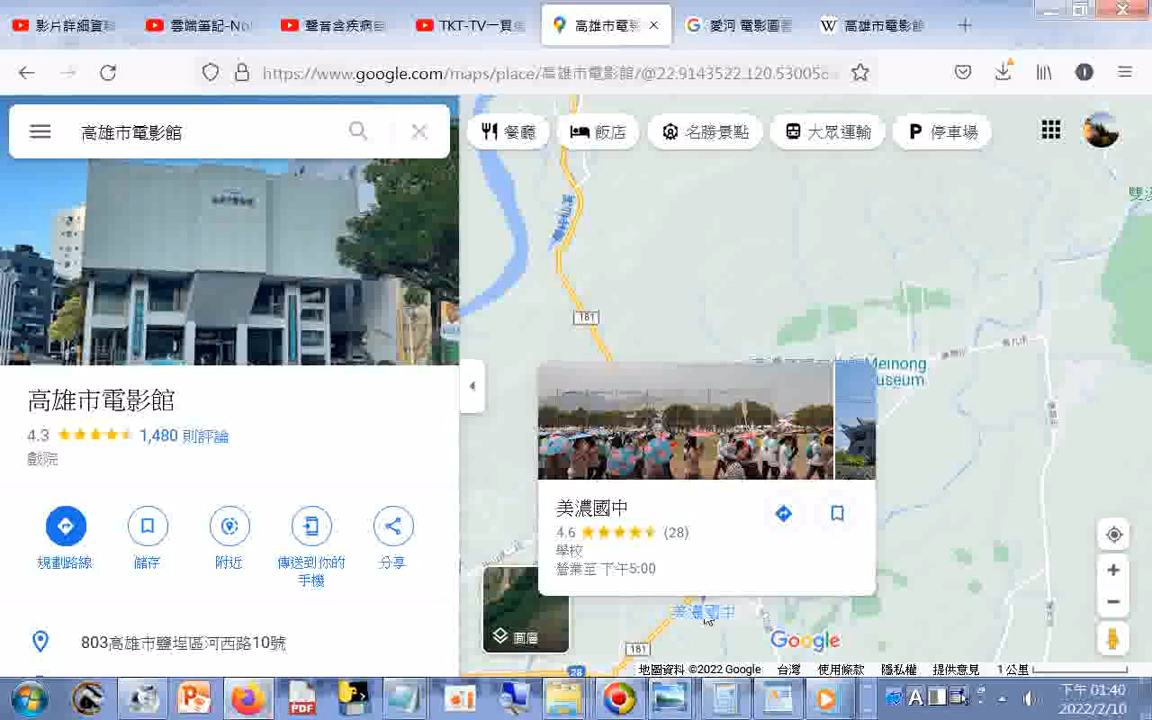 影片詳細資料
雲端筆記-No
聲音含疾病
TKT-TV一貫
高雄市電影
愛河 電影圖書
高雄市電影館
https://www.google.com/maps/place/高雄市電影館/@22.9143522,120.53005
高雄市電影館
餐廳
飯店
名勝景點
大眾運輸
停車場
181
Meinong
useum
高雄市電影館
4.3
1,480 則評論
戲院
規劃路線
儲存
附近
傳送到你的
手機
分享
803高雄市鹽埕區河西路10號
美濃國中
4.6
(28)
學校
營業至 下午5:00
圖層
美濃國中
181
28
Google
地圖資料 ©2022 Google
台灣
使用條款
隱私權
提供意見
1 公里
PDF
A
下午 01:40
2022/2/10